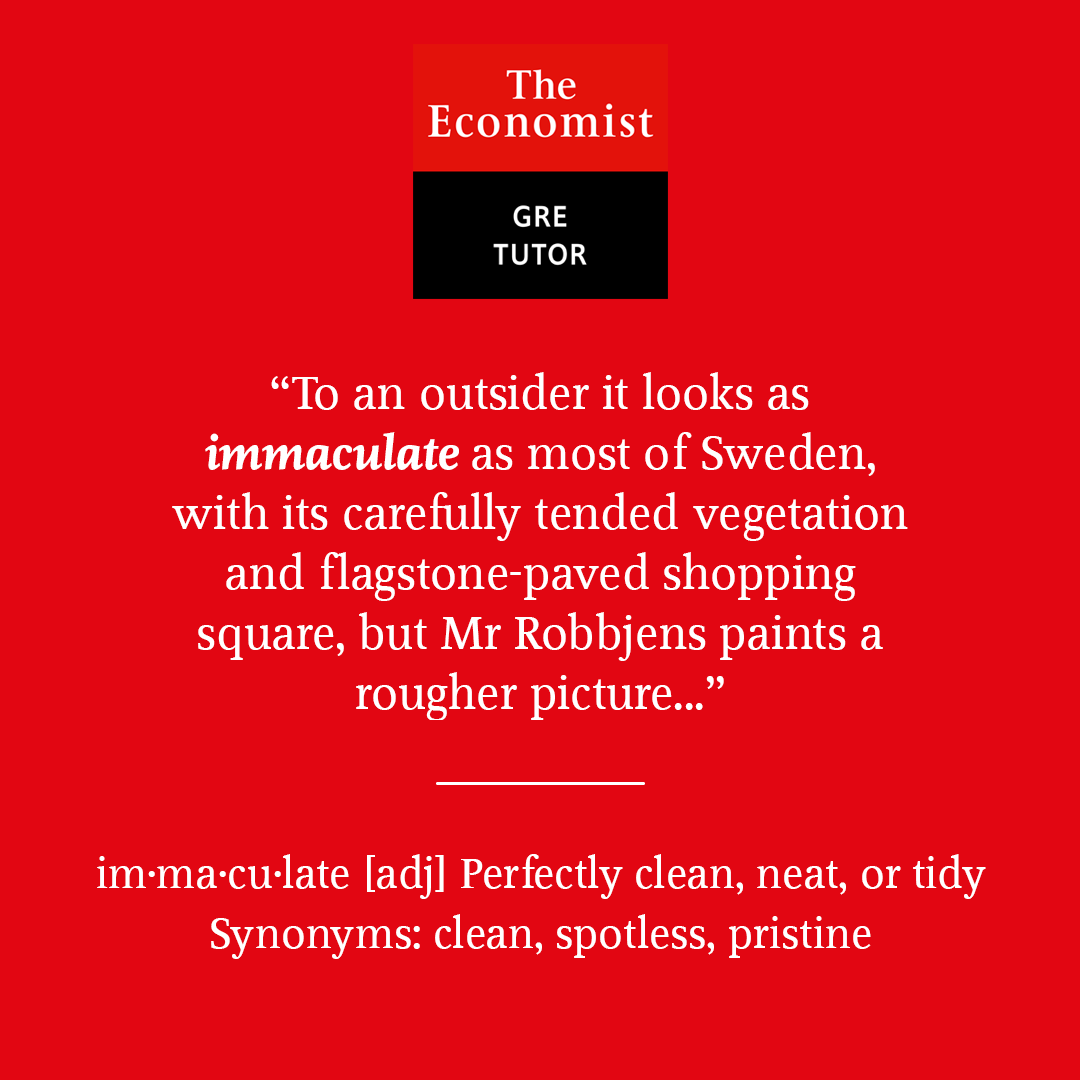 The
Economist
GRE
TUTOR
“To an outsider it looks as
immaculate as most of Sweden,
with its carefully tended vegetation
and flagstone-paved shopping
square, but Mr Robbjens paints a
rougher picture...”
im·ma·cu·late [adj] Perfectly clean, neat, or tidy
Synonyms: clean, spotless, pristine